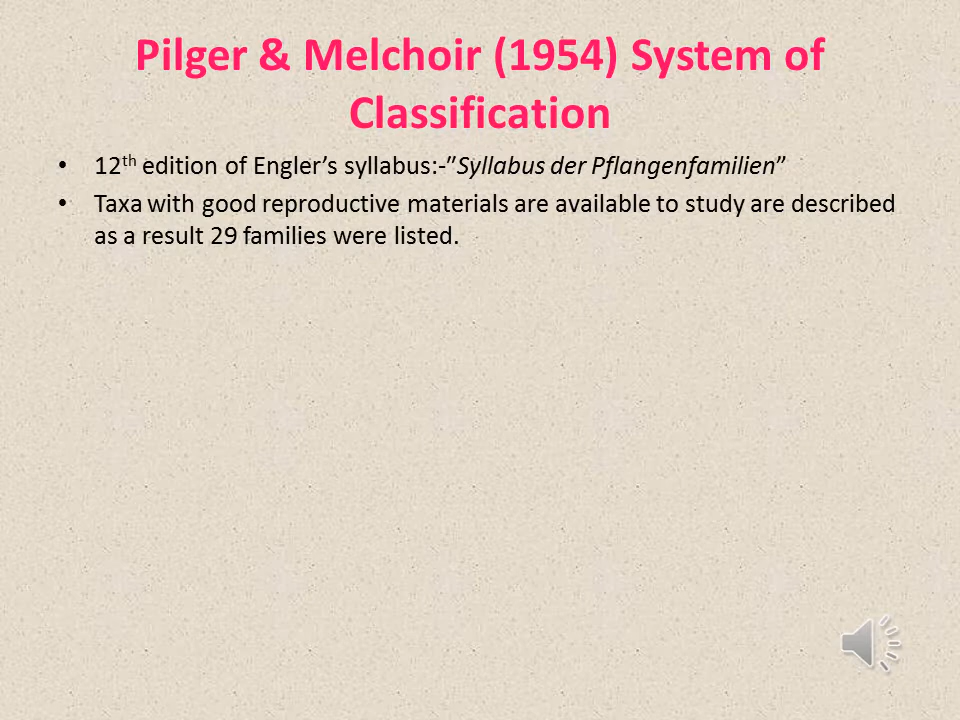 Pilger & Melchoir (1954) System of
Classification
• 12th edition of Engler’s syllabus:-”Syllabus der Pflangenfamilien”
• Taxa with good reproductive materials are available to study are described
as a result 29 families were listed.